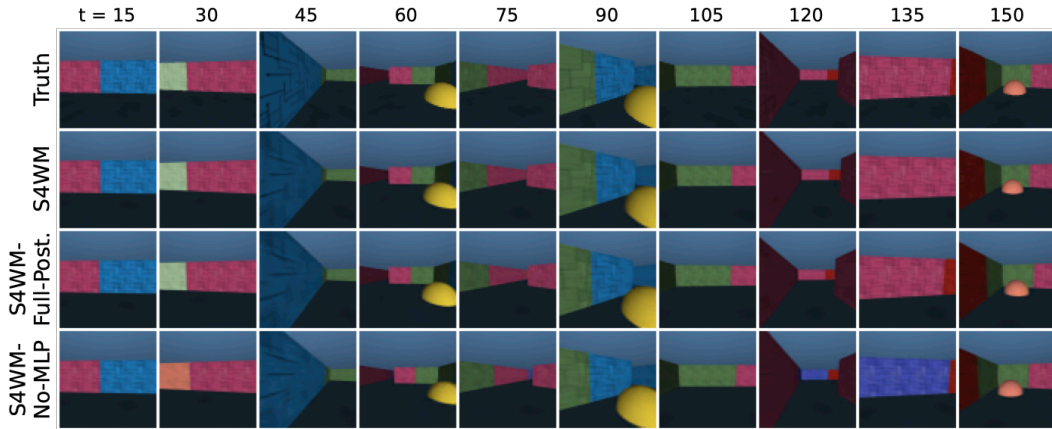 t = 15 30 45 60 75 90 105 120 135 150
Truth
S4WM
S4WM-
Full-Post.
S4WM-
No-MLP